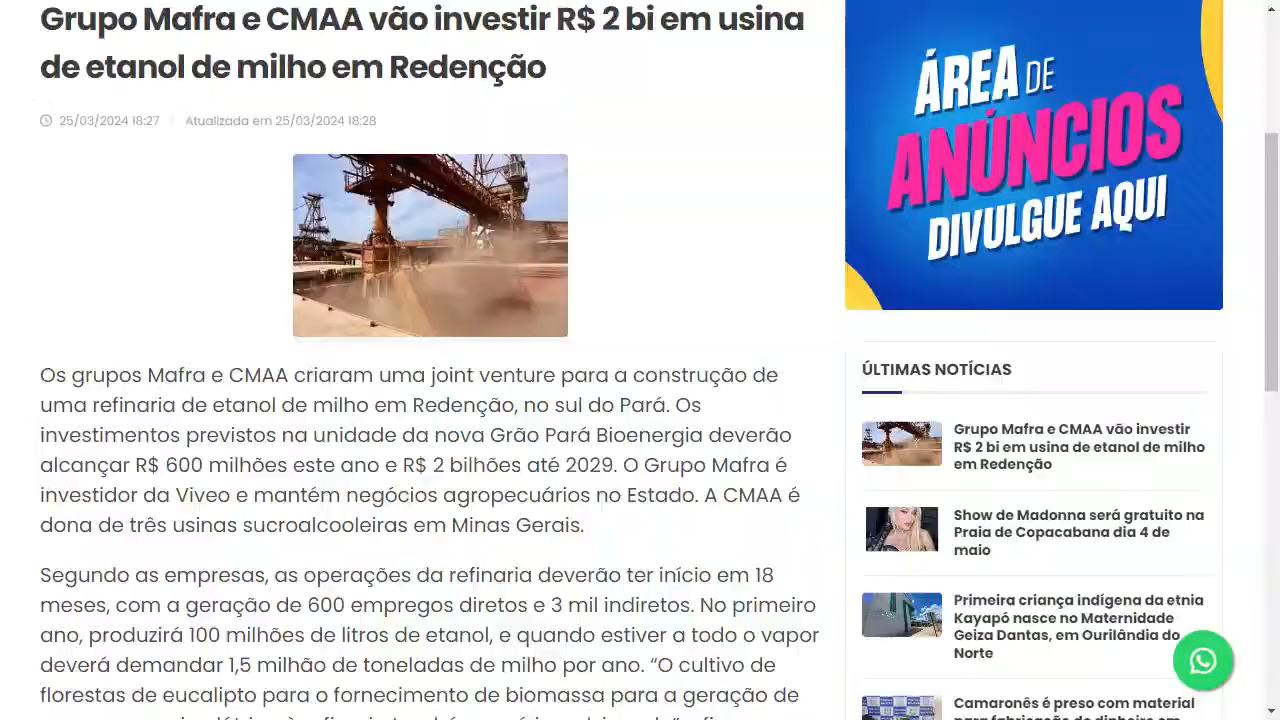 Grupo Mafra e CMAA vão investir R$ 2 bi em usina
de etanol de milho em Redenção
25/03/2024 18:27
Atualizada em 25/03/2024 18:28
Os grupos Mafra e CMAA criaram uma joint venture para a construção de
uma refinaria de etanol de milho em Redenção, no sul do Pará. Os
investimentos previstos na unidade da nova Grão Pará Bioenergia deverão
alcançar R$ 600 milhões este ano e R$ 2 bilhões até 2029. O Grupo Mafra é
investidor da Viveo e mantém negócios agropecuários no Estado. A CMAA é
dona de três usinas sucroalcooleiras em Minas Gerais.
Segundo as empresas, as operações da refinaria deverão ter início em 18
meses, com a geração de 600 empregos diretos e 3 mil indiretos. No primeiro
ano, produzirá 100 milhões de litros de etanol, e quando estiver a todo o vapor
deverá demandar 1,5 milhão de toneladas de milho por ano. “O cultivo de
florestas de eucalipto para o fornecimento de biomassa para a geração de
ÁREA DE
ANÚNCIOS
DIVULGUE AQUI
ÚLTIMAS NOTÍCIAS
Grupo Mafra e CMAA vão investir
R$ 2 bi em usina de etanol de milho
em Redenção
Show de Madonna será gratuito na
Praia de Copacabana dia 4 de
maio
Primeira criança indígena da etnia
Kayapó nasce no Maternidade
Geiza Dantas, em Ourilândia do
Norte
Camaronês é preso com material